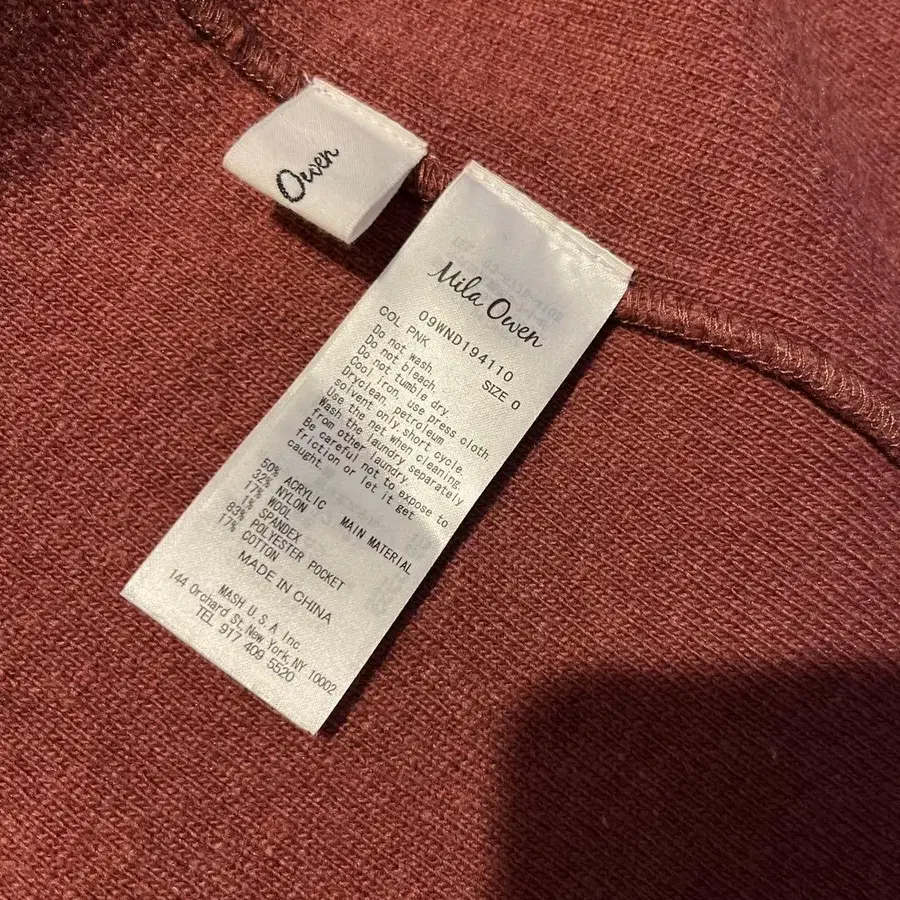 Owen
Mila Owen
09WND194110
COL PNK SIZE 0
Do not wash.
Do not bleach.
Do not tumble dry.
Cool iron, use press cloth
Dryclean, petroleum
solvent only.short cycle.
Use the net when cleaning.
Wash the laundry separately
from other laundry.
Be careful not to expose to
friction or let it get
caught.
50% ACRYLIC MAIN MATERIAL
32% NYLON
17% WOOL
1% SPANDEX
83% POLYESTER POCKET
17% COTTON
MADE IN CHINA
MASH U.S.A Inc.
144 Orchard St, New York, NY 10002
TEL 917 409 5520